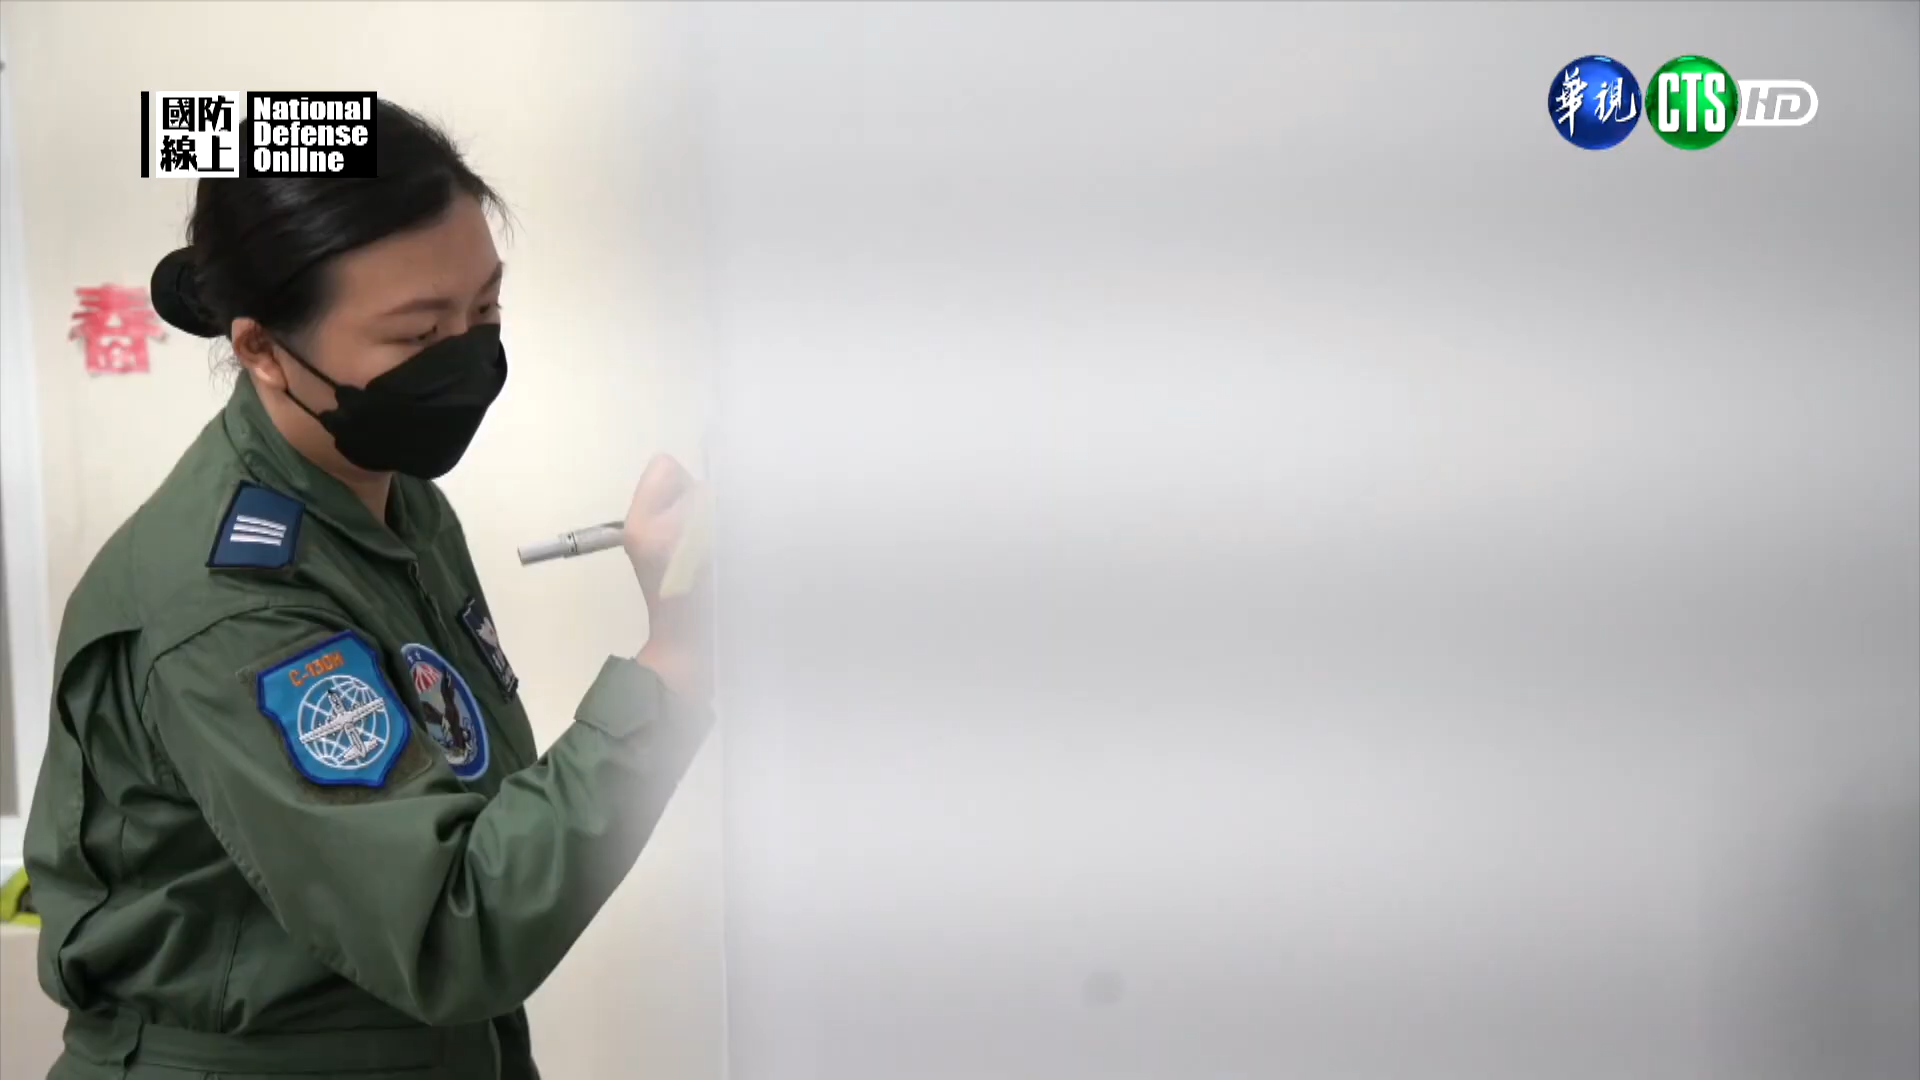 國防
線上
National
Defense
Online
華視 CTS HD
春
C-130H